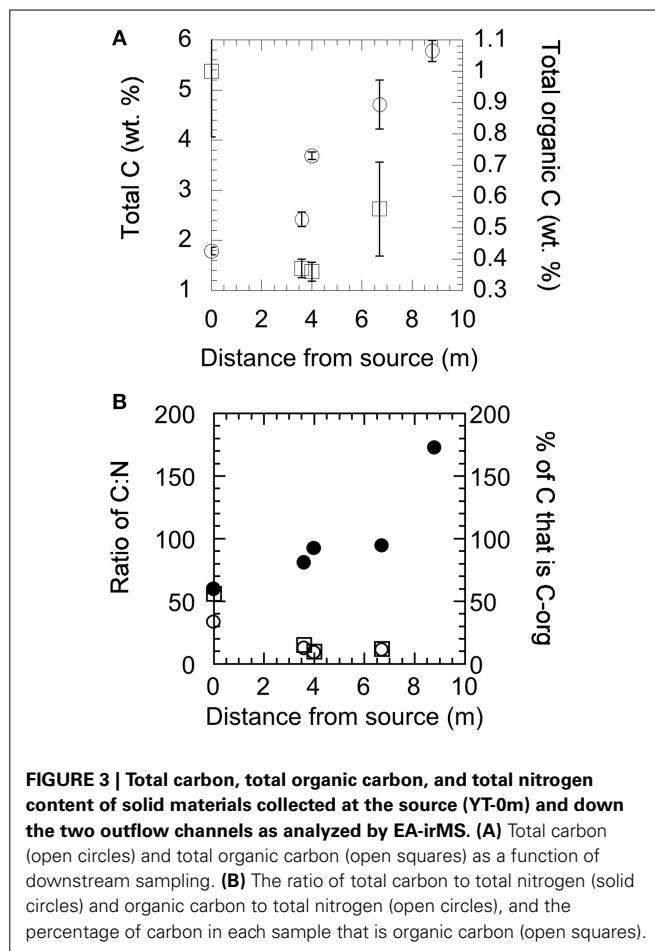 A
Total C (wt. %)
6
5
4
3
2
1
1.1
1
0.9
0.8
0.7
0.6
0.5
0.4
0.3
Total organic C (wt. %)
0 2 4 6 8 10
Distance from source (m)
B
Ratio of C:N
200
150
100
50
0
200
150
100
50
0
% of C that is C-org
0 2 4 6 8 10
Distance from source (m)
FIGURE 3 | Total carbon, total organic carbon, and total nitrogen
content of solid materials collected at the source (YT-0m) and down
the two outflow channels as analyzed by EA-irMS. (A) Total carbon
(open circles) and total organic carbon (open squares) as a function of
downstream sampling. (B) The ratio of total carbon to total nitrogen (solid
circles) and organic carbon to total nitrogen (open circles), and the
percentage of carbon in each sample that is organic carbon (open squares).